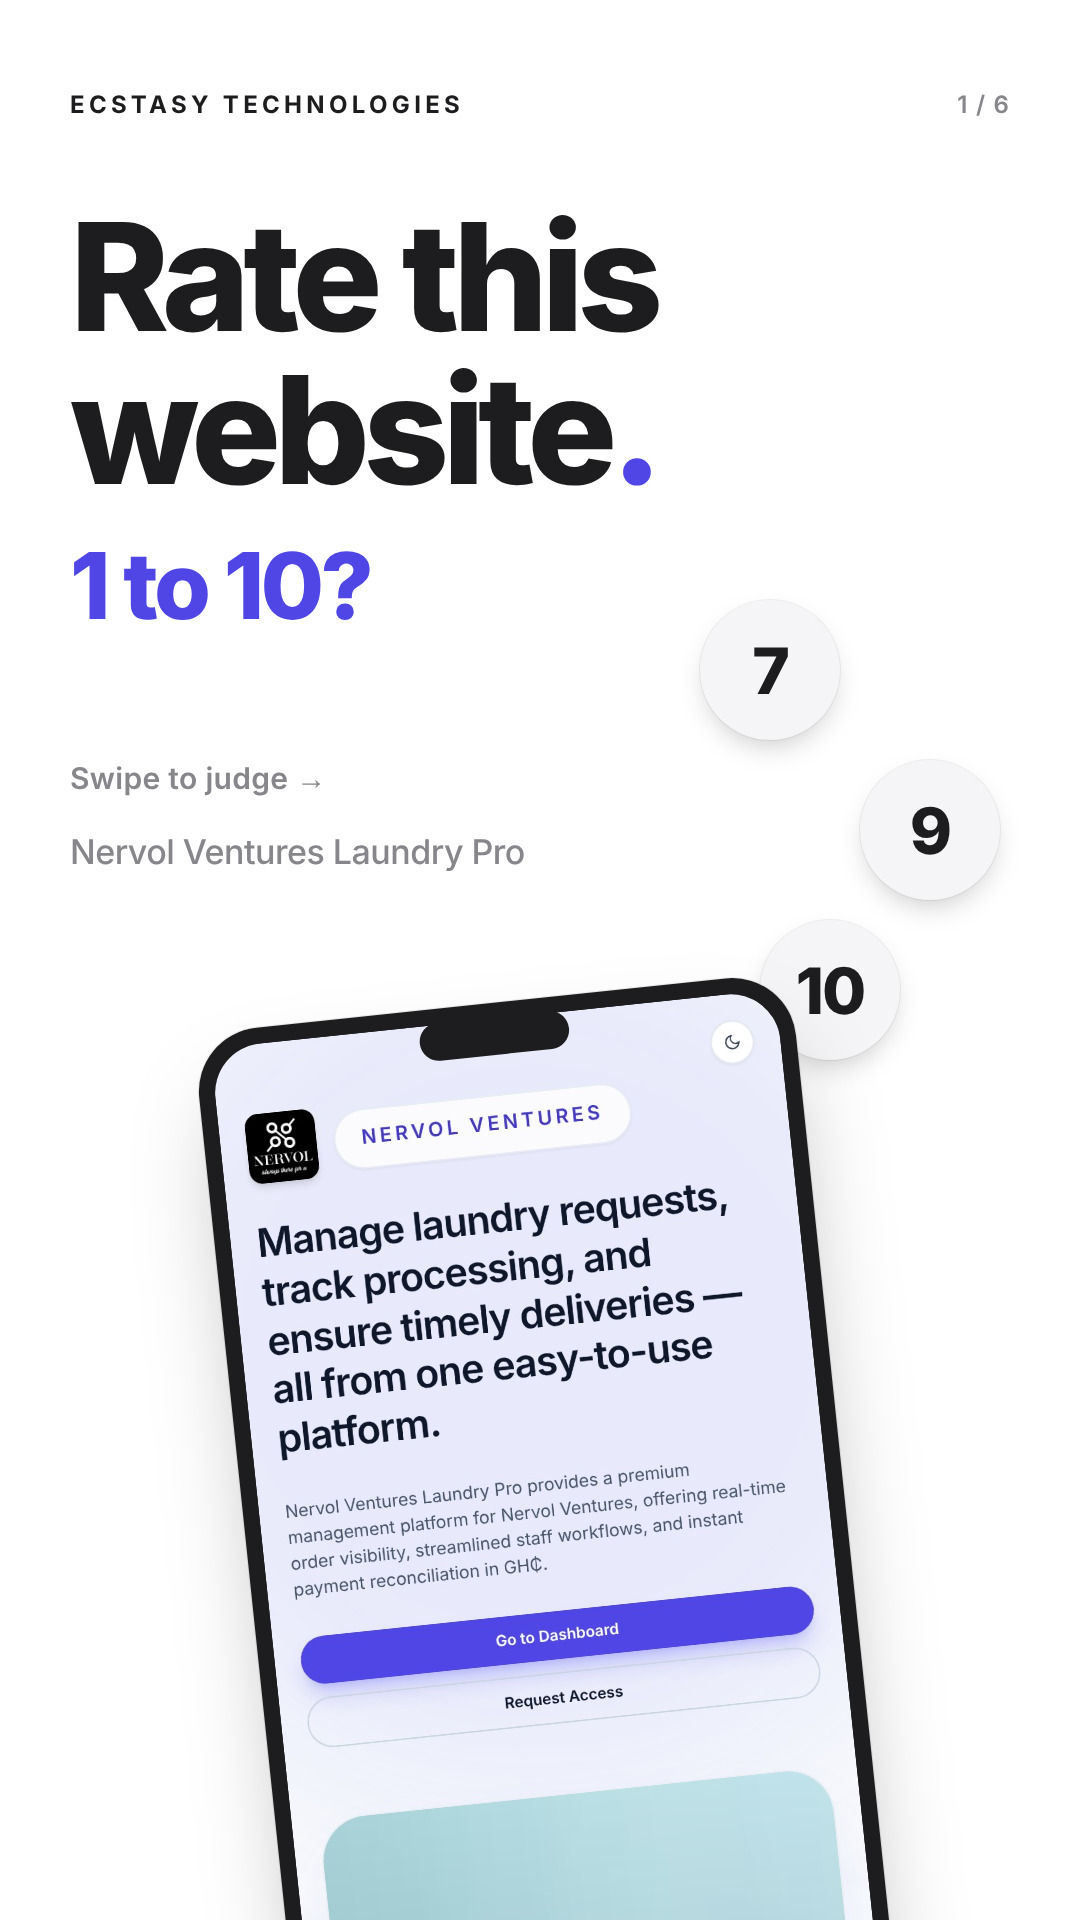 ECSTASY TECHNOLOGIES
1 / 6
Rate this
website.
1 to 10?
7
Swipe to judge →
9
Nervol Ventures Laundry Pro
10
NERVOL
always there for u
NERVOL VENTURES
Manage laundry requests,
track processing, and
ensure timely deliveries —
all from one easy-to-use
platform.
Nervol Ventures Laundry Pro provides a premium
management platform for Nervol Ventures, offering real-time
order visibility, streamlined staff workflows, and instant
payment reconciliation in GH₵.
Go to Dashboard
Request Access